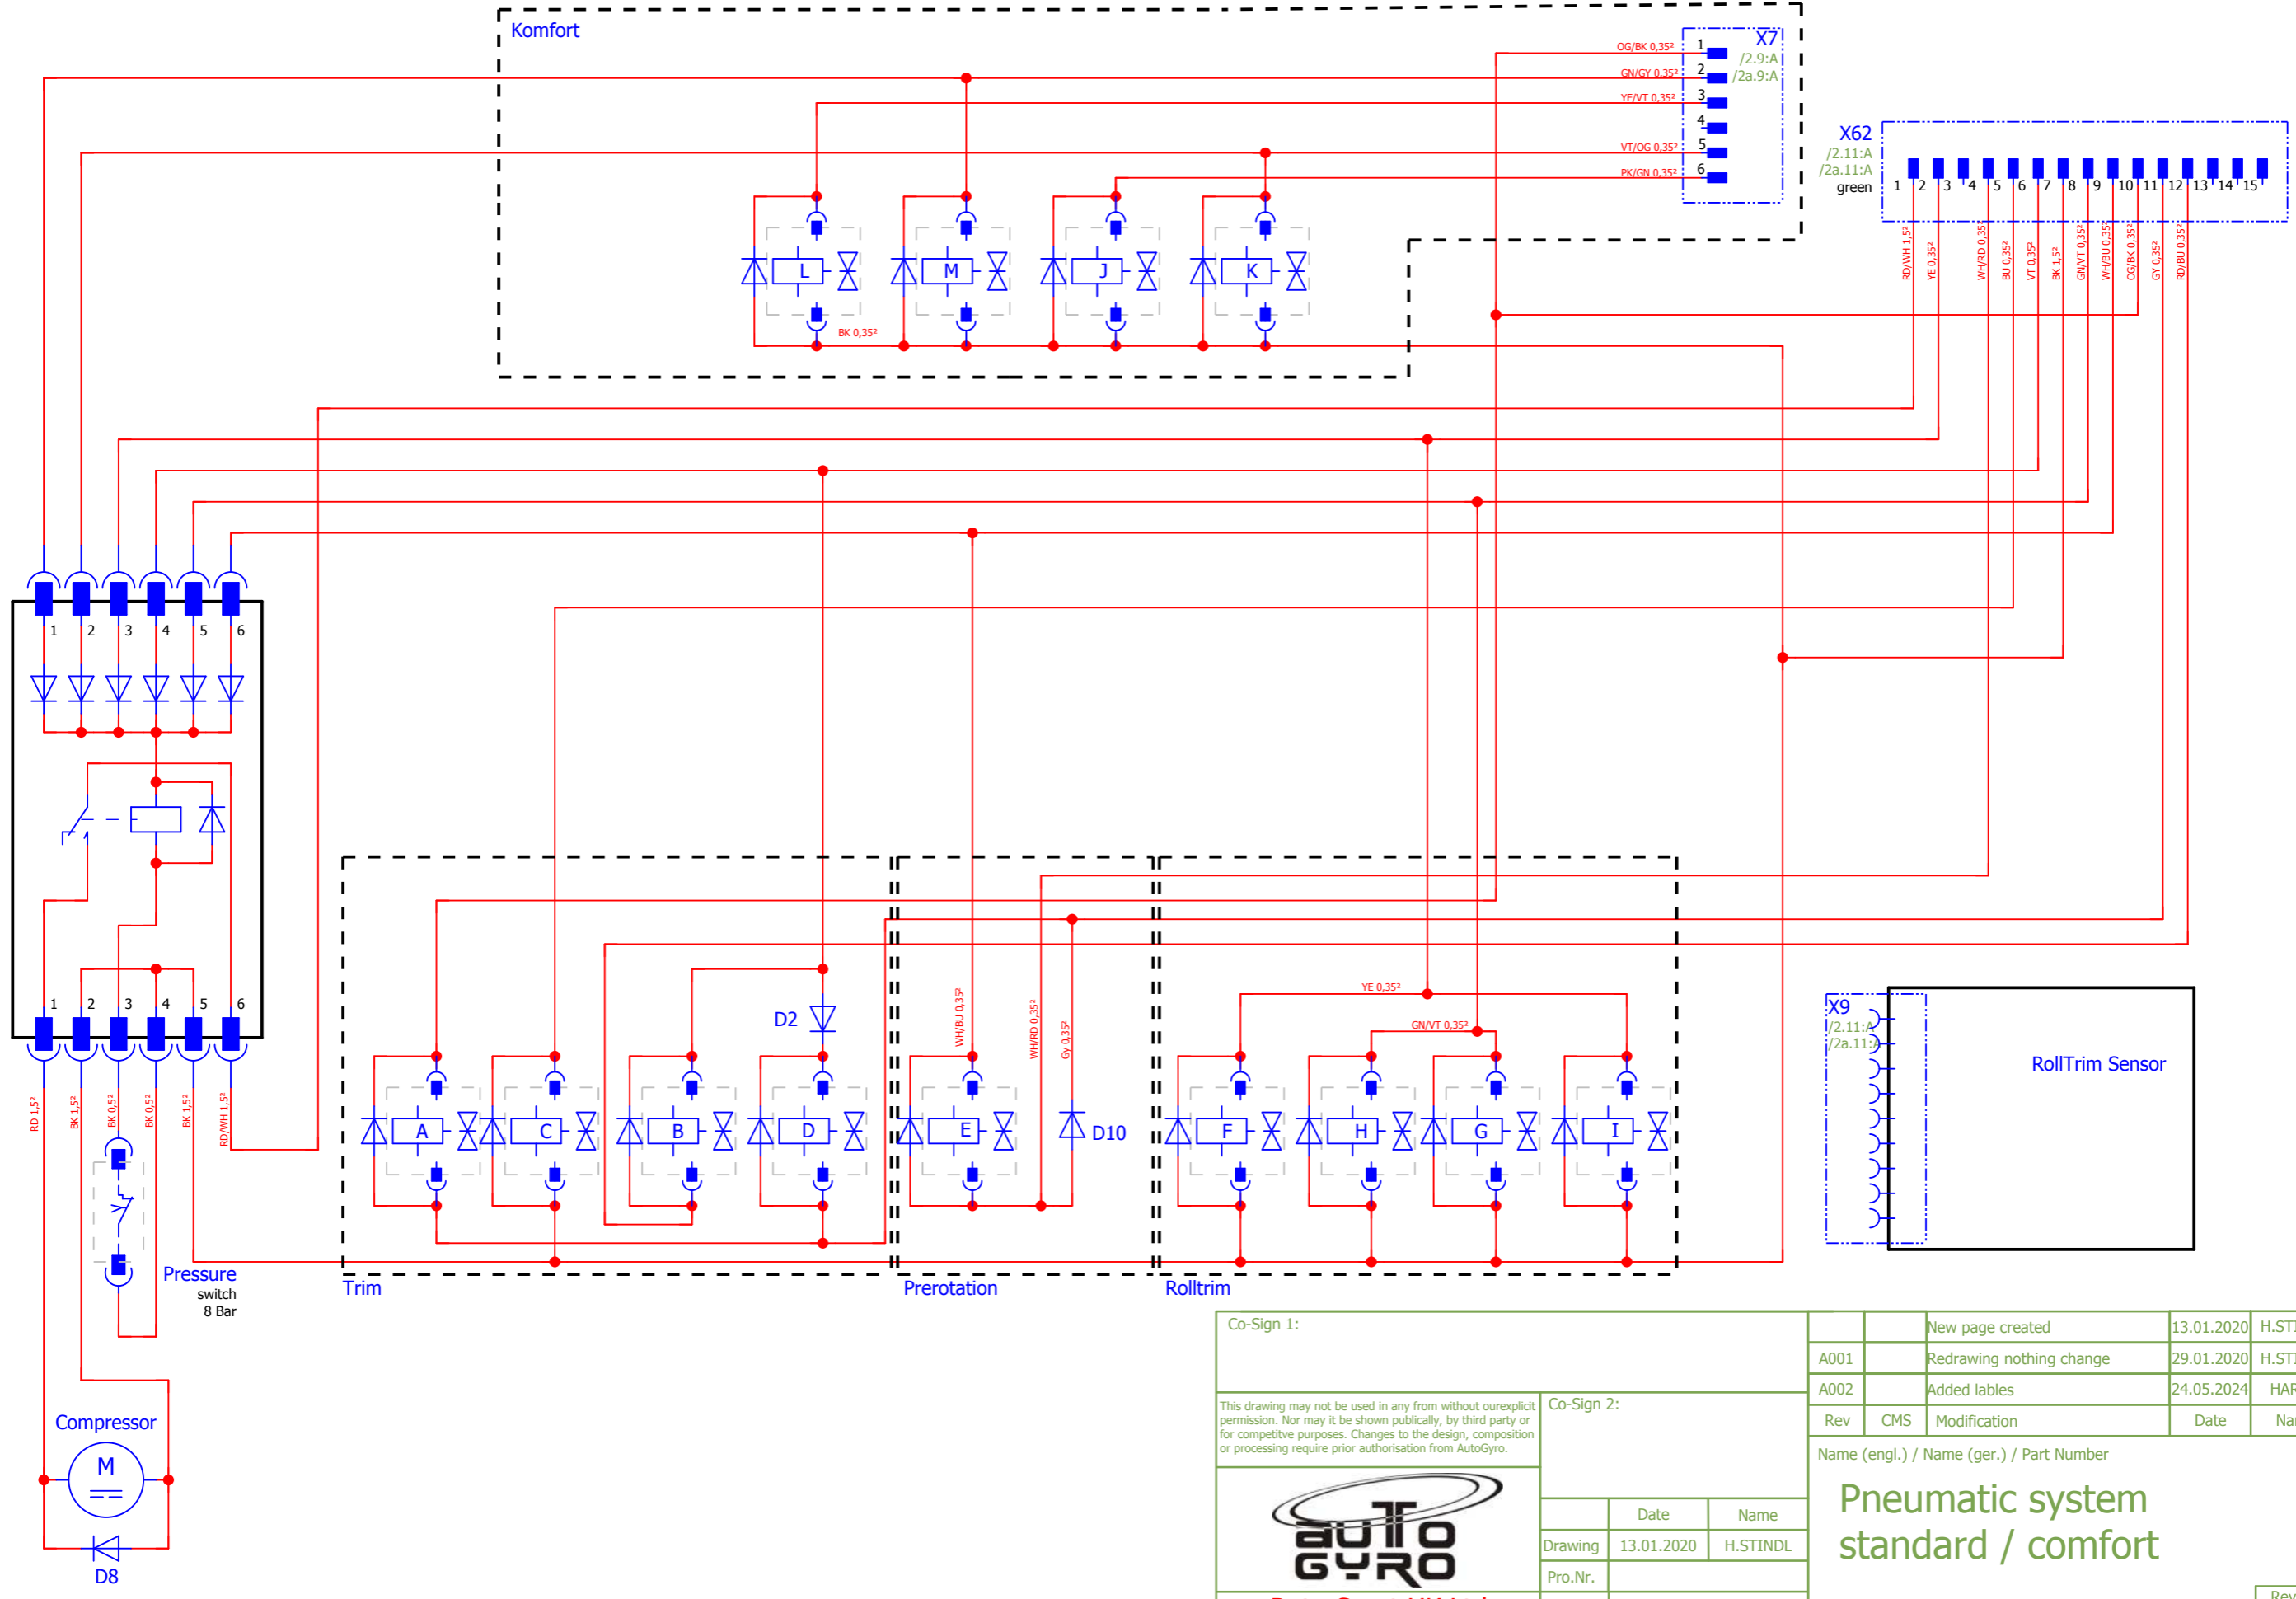 Komfort
OG/BK 0,35²
GN/GY 0,35²
YE/VT 0,35²
VT/OG 0,35²
PK/GN 0,35²
1
2
3
4
5
6
X7
/2.9:A
/2a.9:A
X62
/2.11:A
/2a.11:A
green
1 2 3 4 5 6 7 8 9 10 11 12 13 14 15
RD/WH 1,5²
YE 0,35²
WH/RD 0,35²
BU 0,35²
VT 0,35²
BK 1,5²
GN/VT 0,35²
WH/BU 0,35²
OG/BK 0,35²
GY 0,35²
RD/BU 0,35²
L M J K
BK 0,35²
1 2 3 4 5 6
1 2 3 4 5 6
RD 1,5²
BK 1,5²
BK 0,5²
BK 0,5²
BK 1,5²
RD/WH 1,5²
Pressure
switch
8 Bar
Compressor
M
D8
D2
A C B D
Trim
WH/BU 0,35²
WH/RD 0,35²
Gy 0,35²
E
D10
Prerotation
YE 0,35²
GN/VT 0,35²
F H G I
Rolltrim
X9
/2.11:A
/2a.11:A
RollTrim Sensor
Co-Sign 1:
This drawing may not be used in any from without ourexplicit
permission. Nor may it be shown publically, by third party or
for competitve purposes. Changes to the design, composition
or processing require prior authorisation from AutoGyro.
Co-Sign 2:
AUTO
GYRO
Date Name
Drawing 13.01.2020 H.STINDL
Pro.Nr.
New page created 13.01.2020
A001 Redrawing nothing change 29.01.2020
A002 Added lables 24.05.2024
Rev CMS Modification Date
Name (engl.) / Name (ger.) / Part Number
Pneumatic system
standard / comfort
Rev